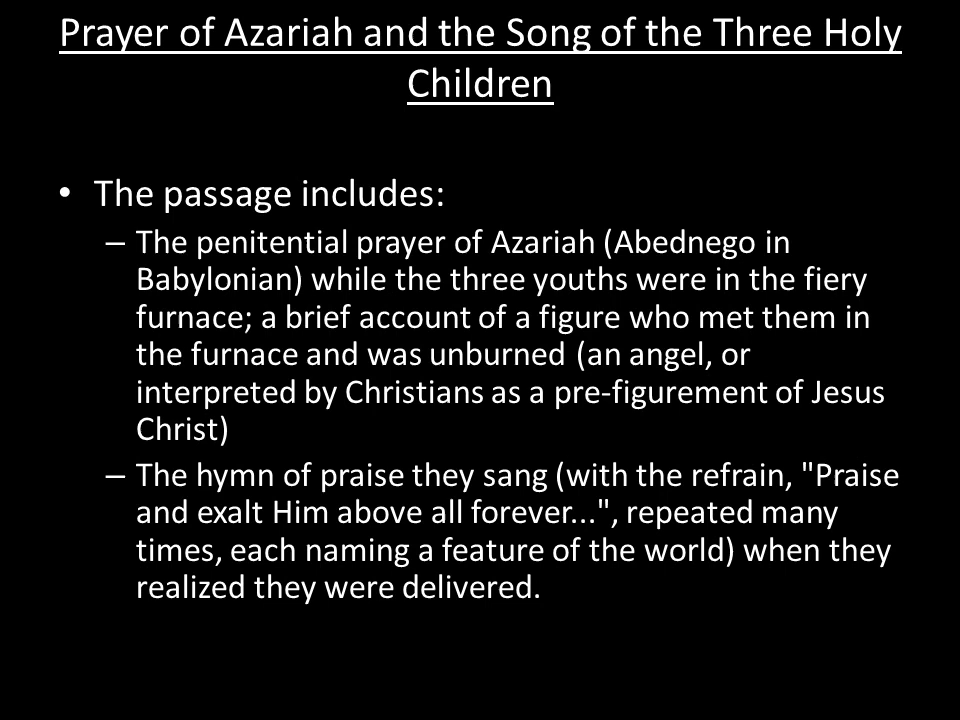 Prayer of Azariah and the Song of the Three Holy
Children
• The passage includes:
– The penitential prayer of Azariah (Abednego in
Babylonian) while the three youths were in the fiery
furnace; a brief account of a figure who met them in
the furnace and was unburned (an angel, or
interpreted by Christians as a pre-figurement of Jesus
Christ)
– The hymn of praise they sang (with the refrain, "Praise
and exalt Him above all forever...", repeated many
times, each naming a feature of the world) when they
realized they were delivered.